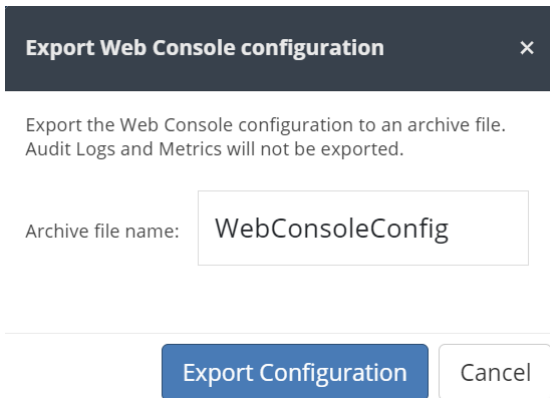 Export Web Console configuration ×
Export the Web Console configuration to an archive file.
Audit Logs and Metrics will not be exported.
Archive file name: WebConsoleConfig
Export Configuration Cancel